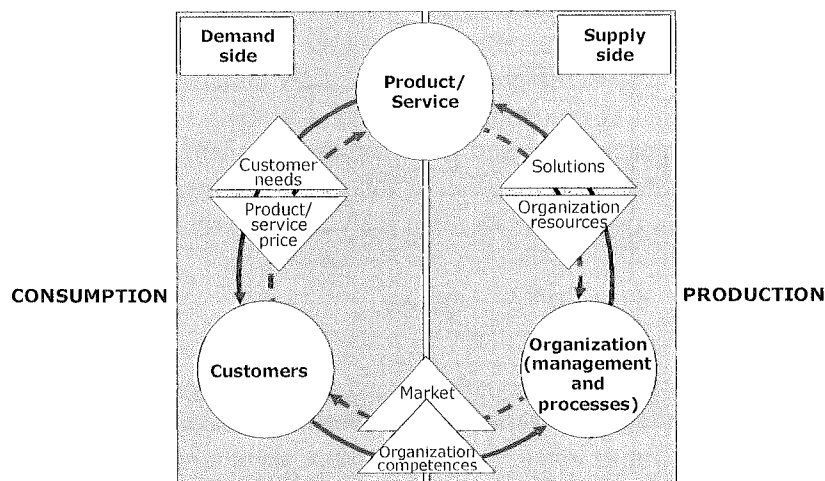 Demand
side
Supply
side
Product/
Service
Customer
needs
Product/
service
price
Solutions
Organization
resources
CONSUMPTION
PRODUCTION
Customers
Organization
(management
and
processes)
Market
Organization
competences